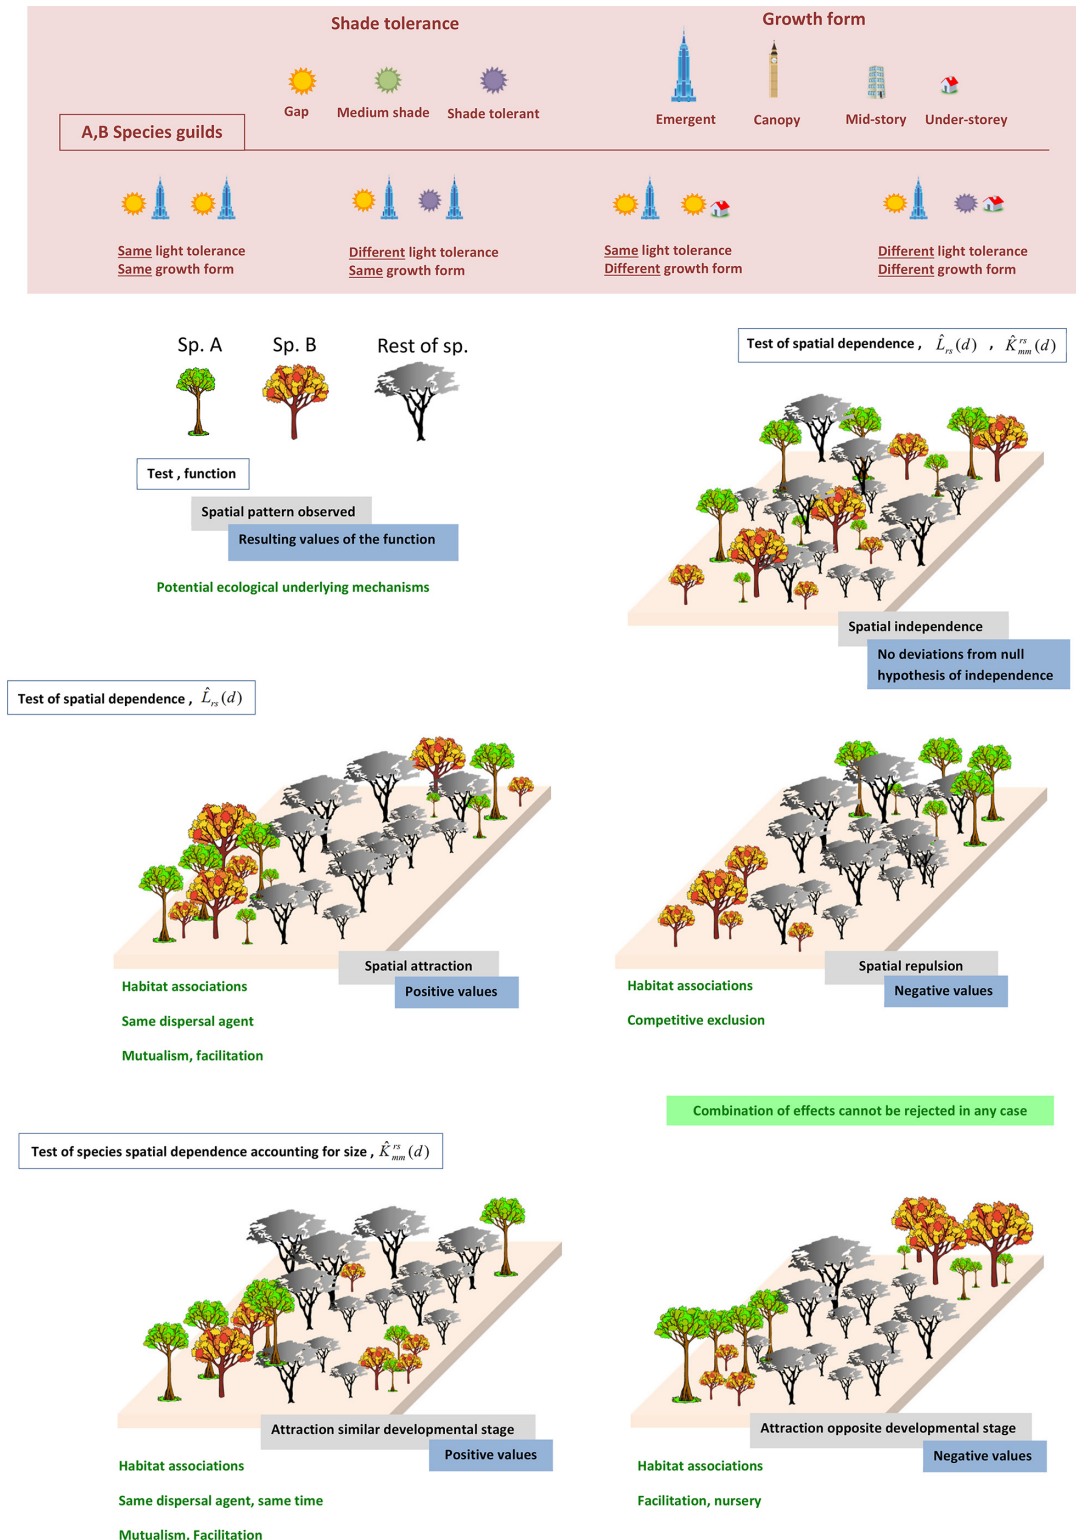 Shade tolerance
Growth form
Gap
Medium shade
Shade tolerant
Emergent
Canopy
Mid-story
Under-storey
A,B Species guilds
Same light tolerance
Same growth form
Different light tolerance
Same growth form
Same light tolerance
Different growth form
Different light tolerance
Different growth form
Sp. A
Sp. B
Rest of sp.
Test , function
Spatial pattern observed
Resulting values of the function
Potential ecological underlying mechanisms
Test of spatial dependence , L̂rs(d) , K̂mm^rs(d)
Spatial independence
No deviations from null
hypothesis of independence
Test of spatial dependence , L̂rs(d)
Spatial attraction
Positive values
Habitat associations
Same dispersal agent
Mutualism, facilitation
Spatial repulsion
Negative values
Habitat associations
Competitive exclusion
Combination of effects cannot be rejected in any case
Test of species spatial dependence accounting for size , K̂mm^rs(d)
Attraction similar developmental stage
Positive values
Habitat associations
Same dispersal agent, same time
Mutualism, Facilitation
Attraction opposite developmental stage
Negative values
Habitat associations
Facilitation, nursery